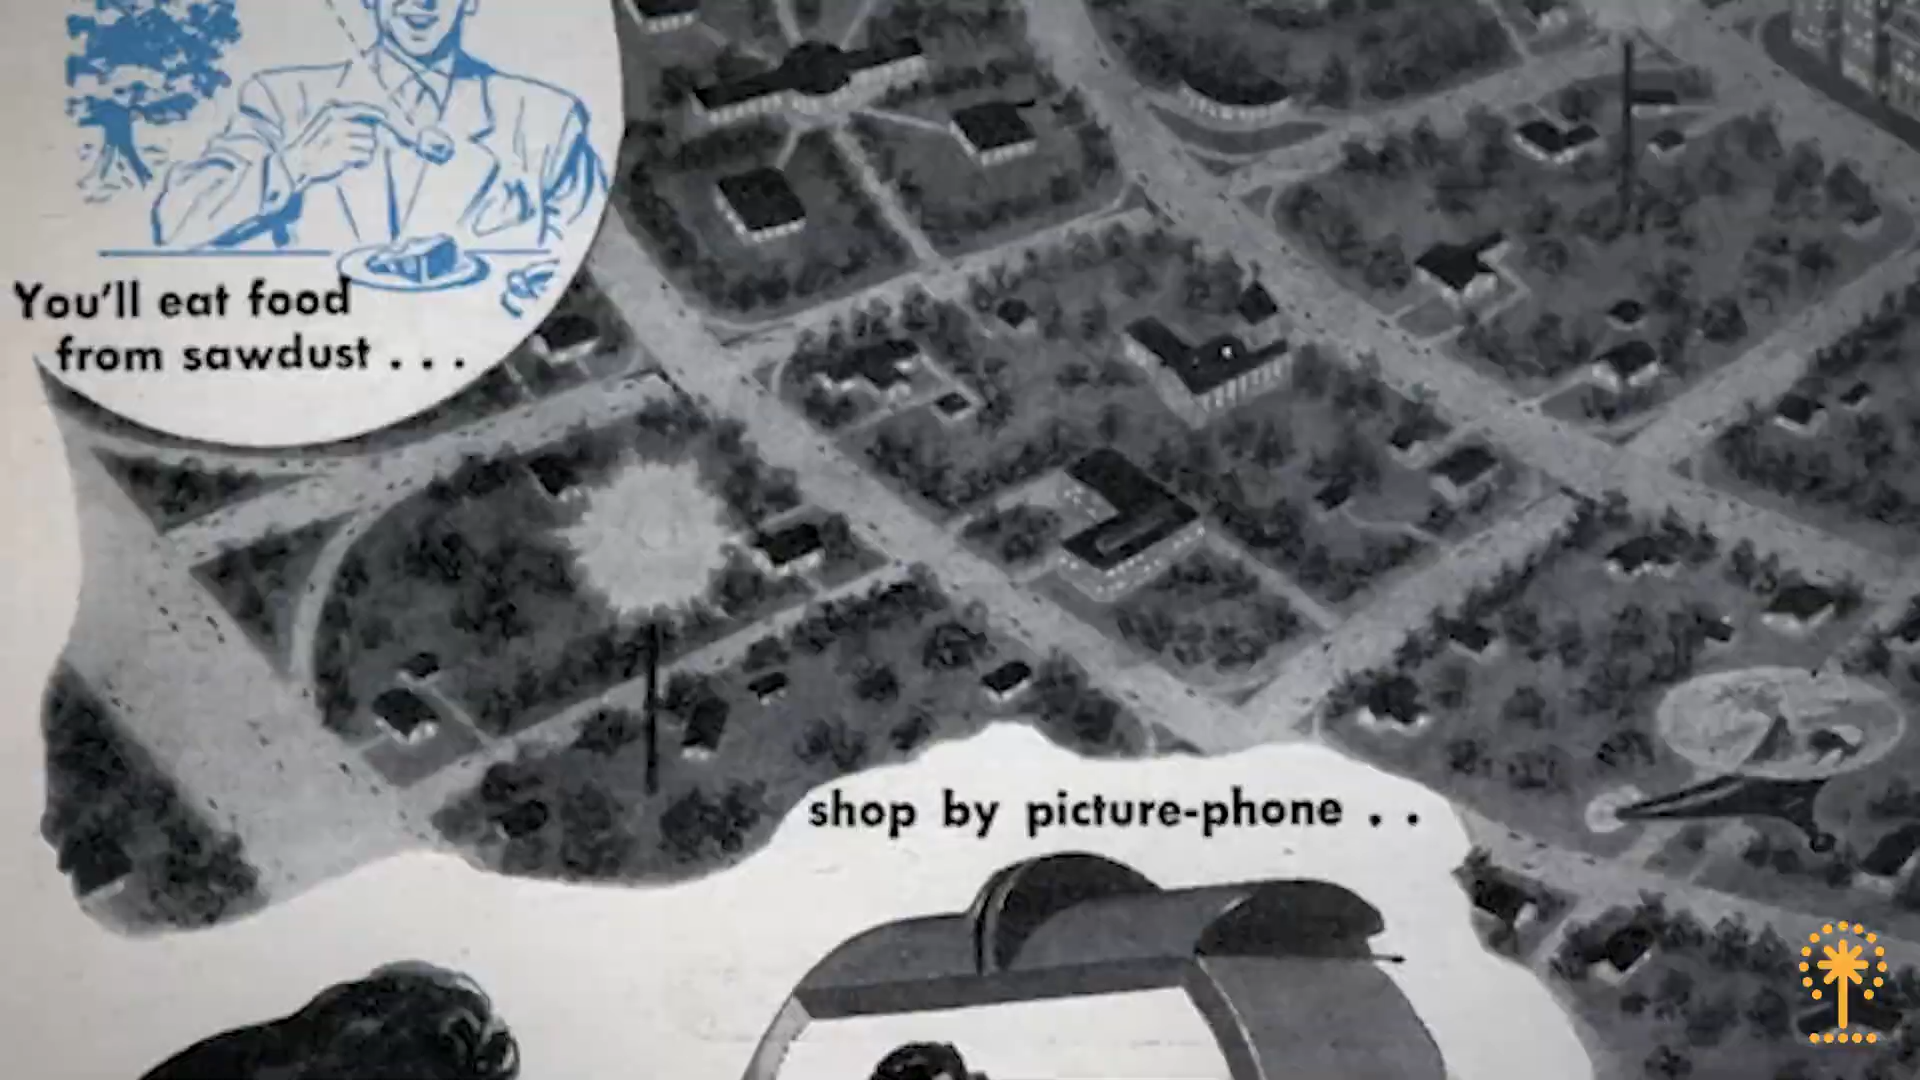 You'll eat food
from sawdust . . .
shop by picture-phone . .